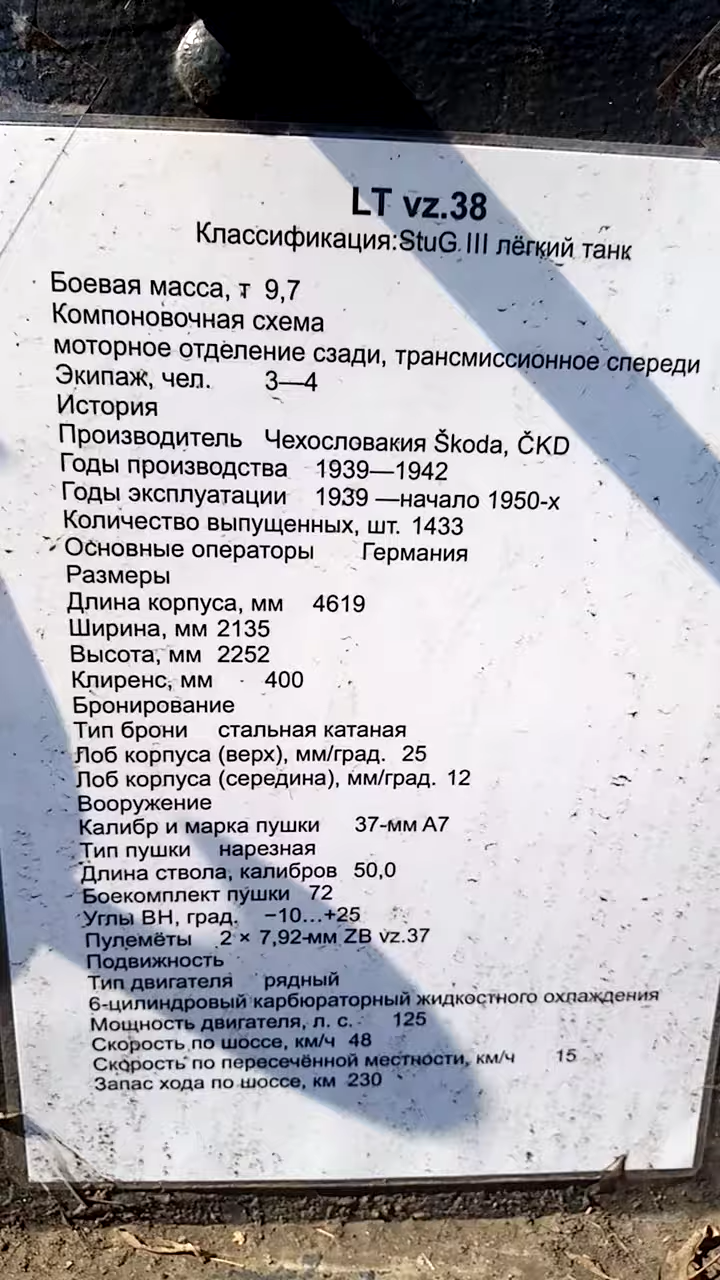 LT vz.38
Классификация:StuG III лёгкий танк
Боевая масса, т 9,7
Компоновочная схема
моторное отделение сзади, трансмиссионное спереди
Экипаж, чел. 3—4
История
Производитель Чехословакия Škoda, ČKD
Годы производства 1939—1942
Годы эксплуатации 1939 —начало 1950-х
Количество выпущенных, шт. 1433
Основные операторы Германия
Размеры
Длина корпуса, мм 4619
Ширина, мм 2135
Высота, мм 2252
Клиренс, мм 400
Бронирование
Тип брони стальная катаная
Лоб корпуса (верх), мм/град. 25
Лоб корпуса (середина), мм/град. 12
Вооружение
Калибр и марка пушки 37-мм A7
Тип пушки нарезная
Длина ствола, калибров 50,0
Боекомплект пушки 72
Углы ВН, град. −10…+25
Пулемёты 2 × 7,92-мм ZB vz.37
Подвижность
Тип двигателя рядный
6-цилиндровый карбюраторный жидкостного охлаждения
Мощность двигателя, л. с. 125
Скорость по шоссе, км/ч 48
Скорость по пересечённой местности, км/ч 15
Запас хода по шоссе, км 230